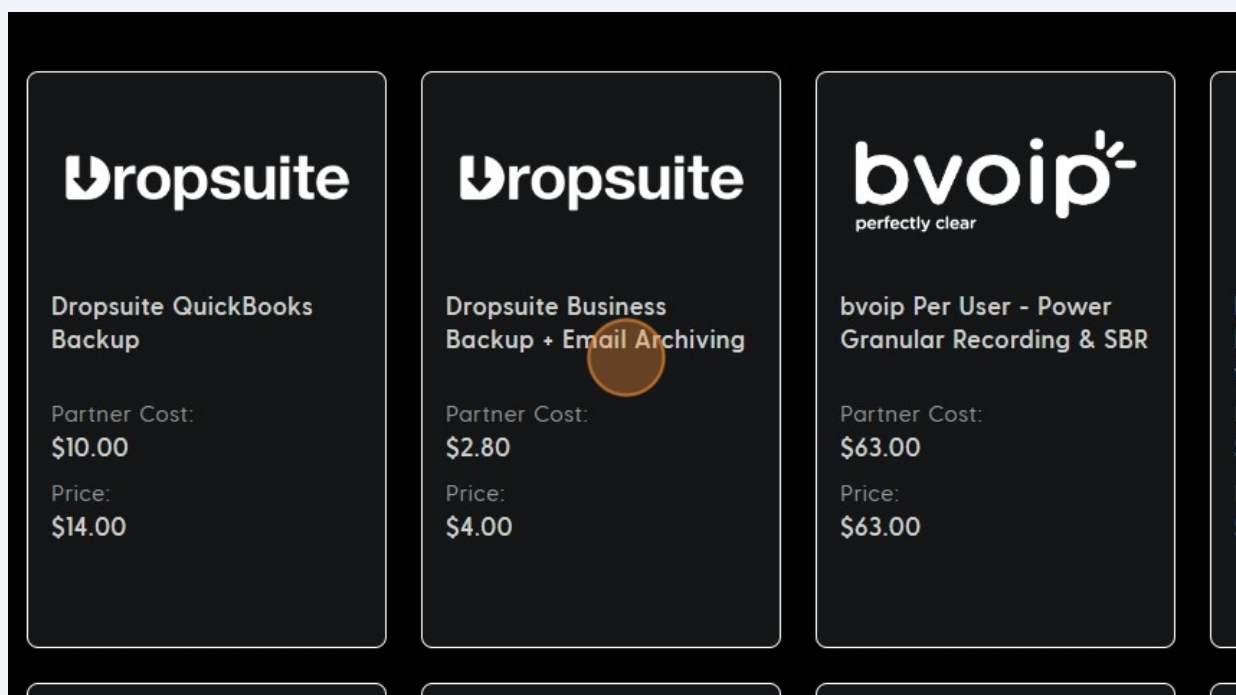 Dropsuite
Dropsuite QuickBooks
Backup
Partner Cost:
$10.00
Price:
$14.00
Dropsuite
Dropsuite Business
Backup + Email Archiving
Partner Cost:
$2.80
Price:
$4.00
bvoip
perfectly clear
bvoip Per User - Power
Granular Recording & SBR
Partner Cost:
$63.00
Price:
$63.00